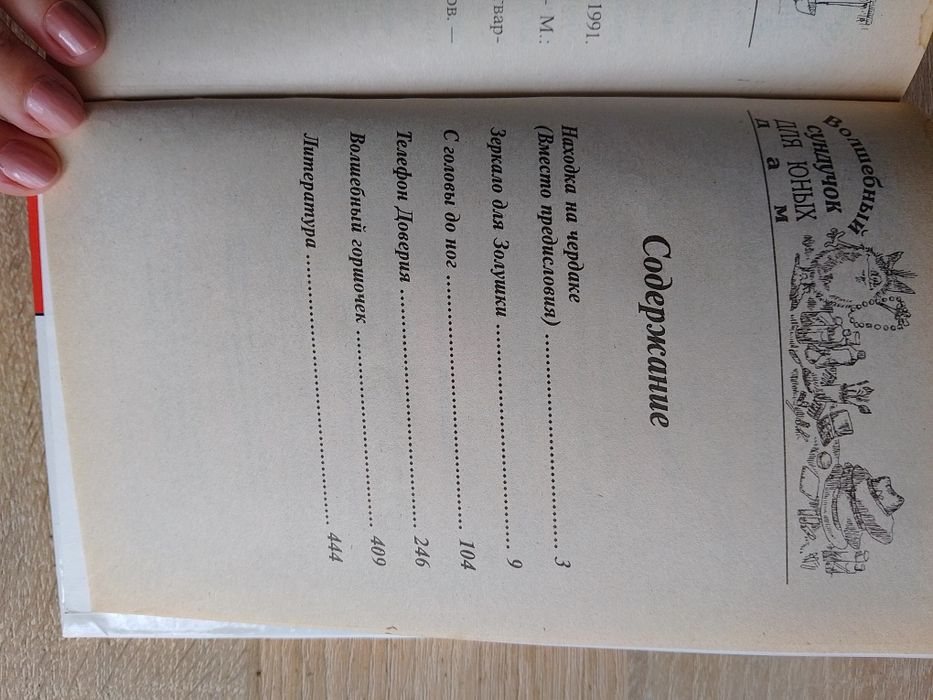 1991.
- М.:
твар-
ов. —
Волшебный
сундучок
ДЛЯ ЮНЫХ
д а м
Содержание
Находка на чердаке
(Вместо предисловия) ........................................ 3
Зеркало для Золушки ........................................ 9
С головы до ног ........................................ 104
Телефон Доверия ........................................ 246
Волшебный горшочек ........................................ 409
Литература ........................................ 444